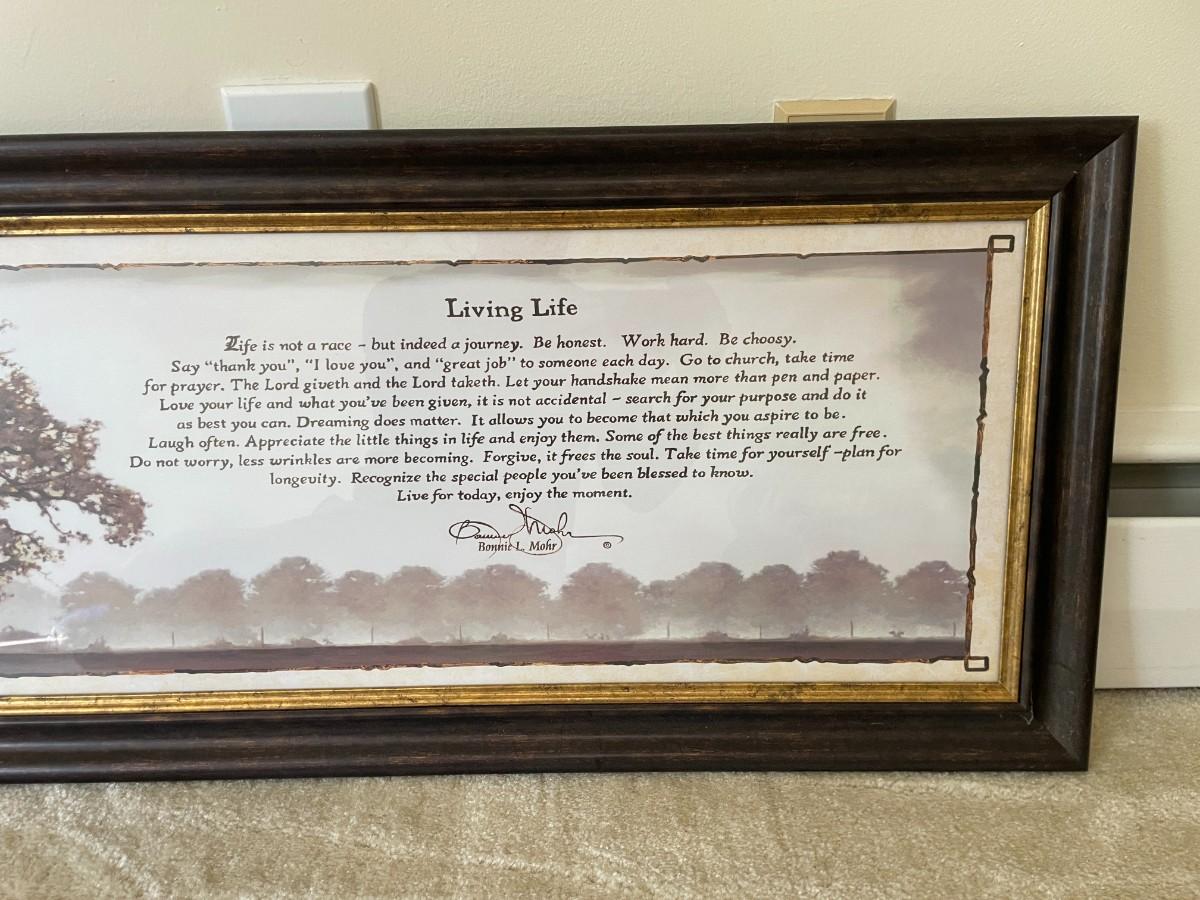 Living Life
Life is not a race – but indeed a journey. Be honest. Work hard. Be choosy.
Say “thank you”, “I love you”, and “great job” to someone each day. Go to church, take time
for prayer. The Lord giveth and the Lord taketh. Let your handshake mean more than pen and paper.
Love your life and what you’ve been given, it is not accidental – search for your purpose and do it
as best you can. Dreaming does matter. It allows you to become that which you aspire to be.
Laugh often. Appreciate the little things in life and enjoy them. Some of the best things really are free.
Do not worry, less wrinkles are more becoming. Forgive, it frees the soul. Take time for yourself –plan for
longevity. Recognize the special people you’ve been blessed to know.
Live for today, enjoy the moment.
Bonnie L. Mohr
Bonnie L. Mohr ©